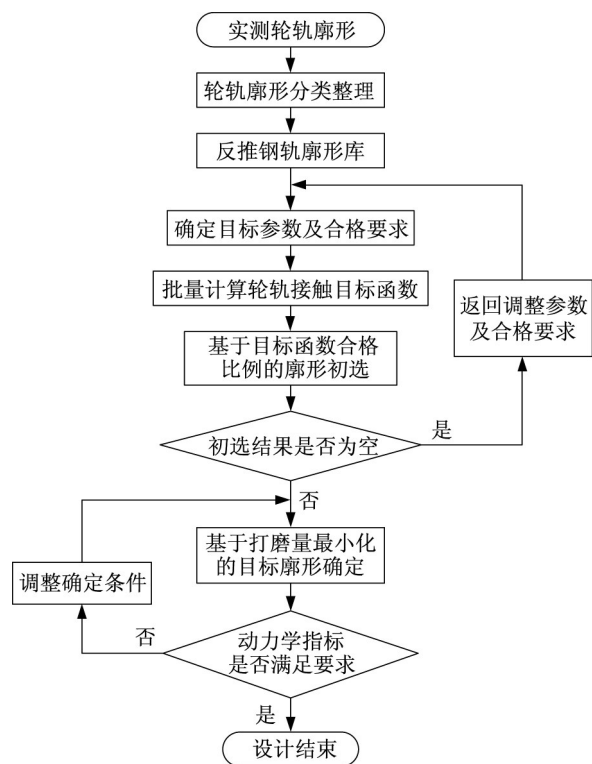 实测轮轨廓形
轮轨廓形分类整理
反推钢轨廓形库
确定目标参数及合格要求
批量计算轮轨接触目标函数
返回调整参数
及合格要求
基于目标函数合格
比例的廓形初选
初选结果是否为空
是
否
基于打磨量最小化
的目标廓形确定
调整确定条件
否
动力学指标
是否满足要求
是
设计结束